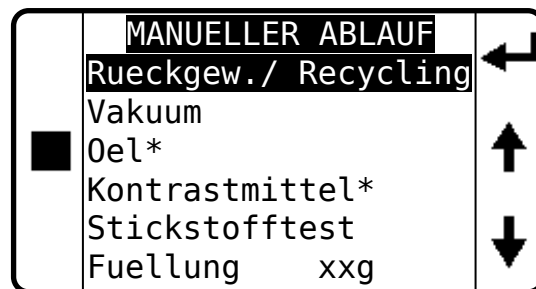 MANUELLER ABLAUF
Rueckgew./ Recycling
Vakuum
Oel*
Kontrastmittel*
Stickstofftest
Fuellung xxg